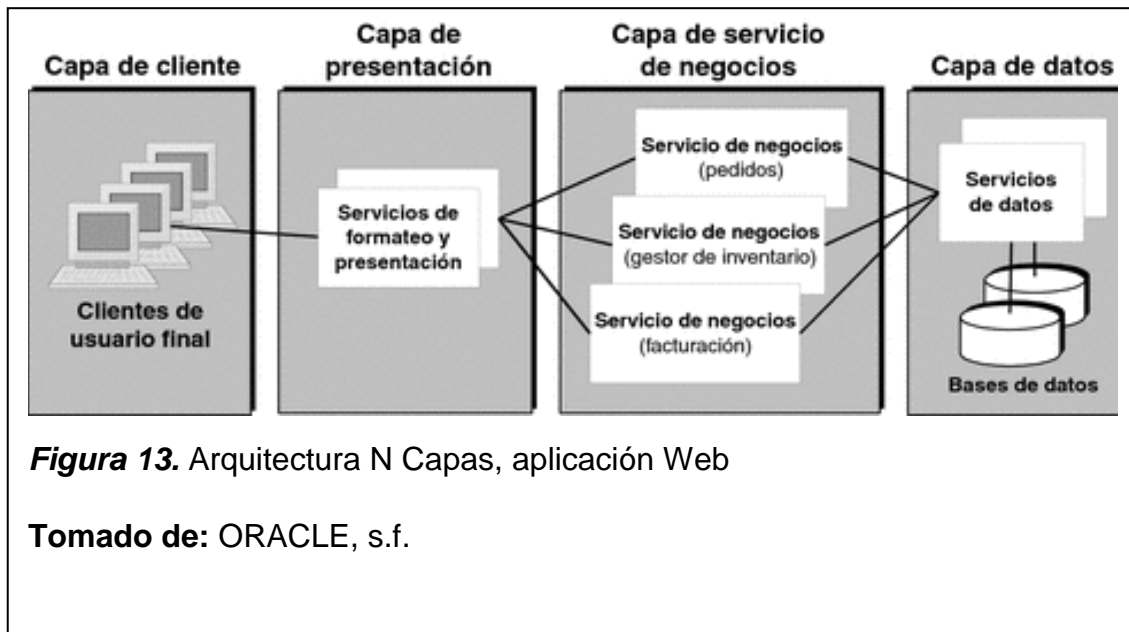 Capa de cliente
Capa de
presentación
Capa de servicio
de negocios
Capa de datos
Clientes de
usuario final
Servicios de
formateo y
presentación
Servicio de negocios
(pedidos)
Servicio de negocios
(gestor de inventario)
Servicio de negocios
(facturación)
Servicios
de datos
Bases de datos
Figura 13. Arquitectura N Capas, aplicación Web
Tomado de: ORACLE, s.f.